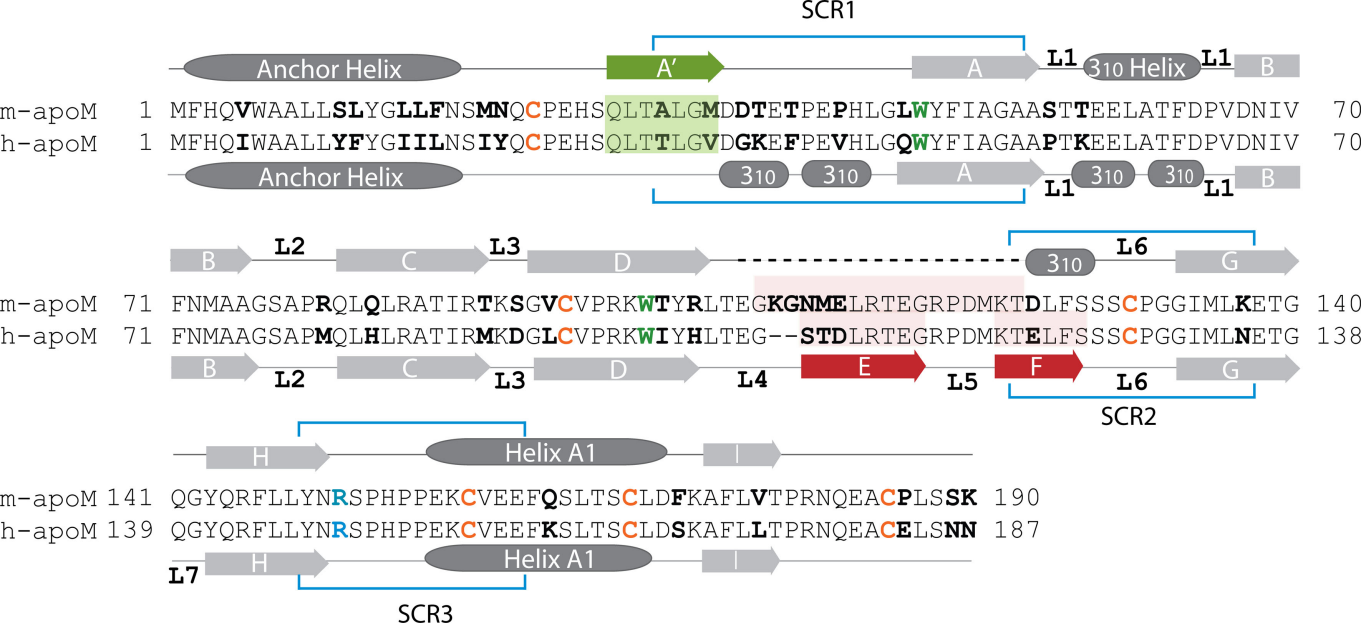 SCR1
Anchor Helix A′ A L1 310 Helix L1 B
m-apoM 1 MFHQVWAALLSLYGLLFNSMNQCPEHSQLTALGMDDTETPEPHLGLWYFIAGAASTTEELATFDPVDNIV 70
h-apoM 1 MFHQIWAALLYFYGIILNSIYQCPEHSQLTTLGVDGKEFPEVHLGQWYFIAGAAPTKEELATFDPVDNIV 70
Anchor Helix 310 310 A L1 310 310 L1 B
B L2 C L3 D 310 L6 G
m-apoM 71 FNMAAGSAPRQLQLRATIRTKSGVCVPRKWTYRLTEGKGNMELRTEGRPDMKTDLFSSSCPGGIMLKETG 140
h-apoM 71 FNMAAGSAPMQLHLRATIRMKDGLCVPRKWIYHLTEG--STDLRTEGRPDMKTELFSSSCPGGIMLNETG 138
B L2 C L3 D L4 E L5 F L6 G
SCR2
H Helix A1 I
m-apoM 141 QGYQRFLLYNRSPHPPEKCVEEFQSLTSCLDFKAFLVTPRNQEACPLSSK 190
h-apoM 139 QGYQRFLLYNRSPHPPEKCVEEFKSLTSCLDSKAFLLTPRNQEACELSNN 187
L7 H Helix A1 I
SCR3